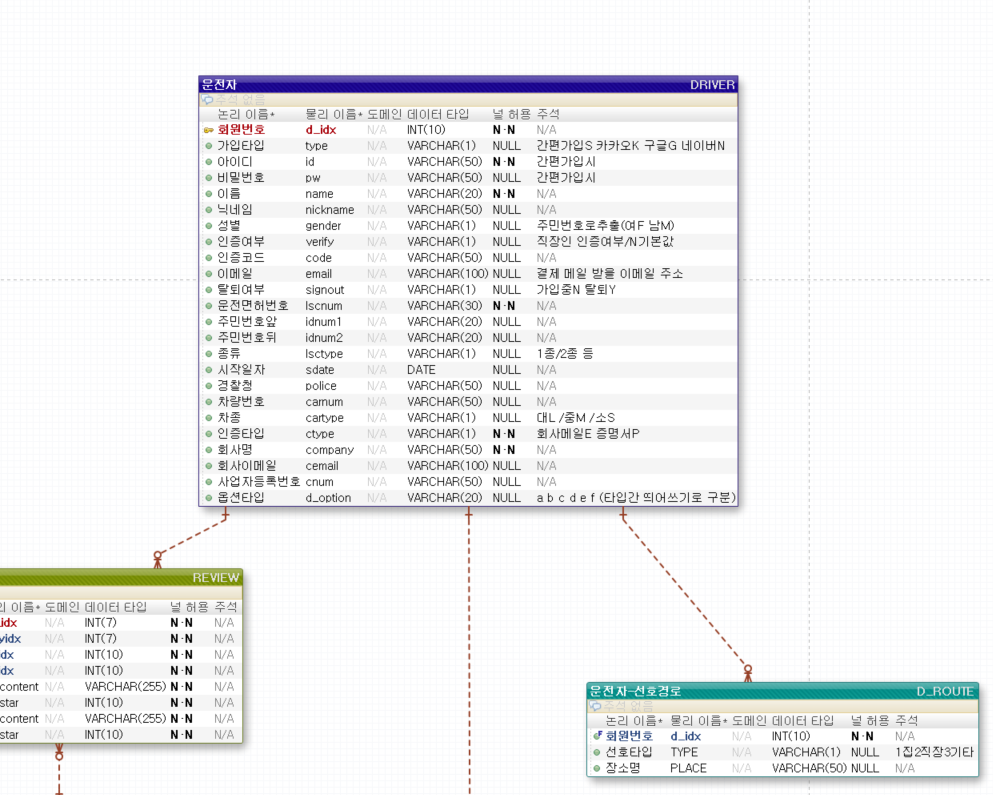 운전자 DRIVER
주석 없음
논리 이름* 물리 이름* 도메인 데이터 타입 널 허용 주석
회원번호 d_idx N/A INT(10) N·N N/A
가입타입 type N/A VARCHAR(1) NULL 간편가입S 카카오K 구글G 네이버N
아이디 id N/A VARCHAR(50) N·N 간편가입시
비밀번호 pw N/A VARCHAR(50) NULL 간편가입시
이름 name N/A VARCHAR(20) N·N N/A
닉네임 nickname N/A VARCHAR(50) NULL N/A
성별 gender N/A VARCHAR(1) NULL 주민번호로추출(여F 남M)
인증여부 verify N/A VARCHAR(1) NULL 직장인 인증여부/N기본값
인증코드 code N/A VARCHAR(50) NULL N/A
이메일 email N/A VARCHAR(100) NULL 결제 메일 받을 이메일 주소
탈퇴여부 signout N/A VARCHAR(1) NULL 가입중N 탈퇴Y
운전면허번호 lscnum N/A VARCHAR(30) N·N N/A
주민번호앞 idnum1 N/A VARCHAR(20) NULL N/A
주민번호뒤 idnum2 N/A VARCHAR(20) NULL N/A
종류 lsctype N/A VARCHAR(1) NULL 1종/2종 등
시작일자 sdate N/A DATE NULL N/A
경찰청 police N/A VARCHAR(50) NULL N/A
차량번호 carnum N/A VARCHAR(50) NULL N/A
차종 cartype N/A VARCHAR(1) NULL 대L /중M /소S
인증타입 ctype N/A VARCHAR(1) N·N 회사메일E 증명서P
회사명 company N/A VARCHAR(50) N·N N/A
회사이메일 cemail N/A VARCHAR(100) NULL N/A
사업자등록번호 cnum N/A VARCHAR(50) NULL N/A
옵션타입 d_option N/A VARCHAR(20) NULL a b c d e f (타입간 띄어쓰기로 구분)
REVIEW
이름* 도메인 데이터 타입 널 허용 주석
idx N/A INT(7) N·N N/A
yidx N/A INT(7) N·N N/A
dx N/A INT(10) N·N N/A
dx N/A INT(10) N·N N/A
content N/A VARCHAR(255) N·N N/A
star N/A INT(10) N·N N/A
content N/A VARCHAR(255) N·N N/A
star N/A INT(10) N·N N/A
운전자-선호경로 D_ROUTE
주석 없음
논리 이름* 물리 이름* 도메인 데이터 타입 널 허용 주석
회원번호 d_idx N/A INT(10) N·N N/A
선호타입 TYPE N/A VARCHAR(1) NULL 1집2직장3기타
장소명 PLACE N/A VARCHAR(50) NULL N/A